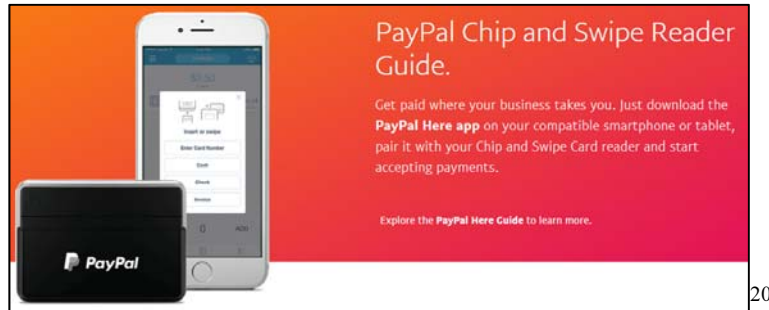 PayPal Chip and Swipe Reader
Guide.
Get paid where your business takes you. Just download the
PayPal Here app on your compatible smartphone or tablet,
pair it with your Chip and Swipe Card reader and start
accepting payments.
Explore the PayPal Here Guide to learn more.
$3.50
Insert or swipe
Enter Card Number
Cash
Check
Invoice
0
PayPal
20